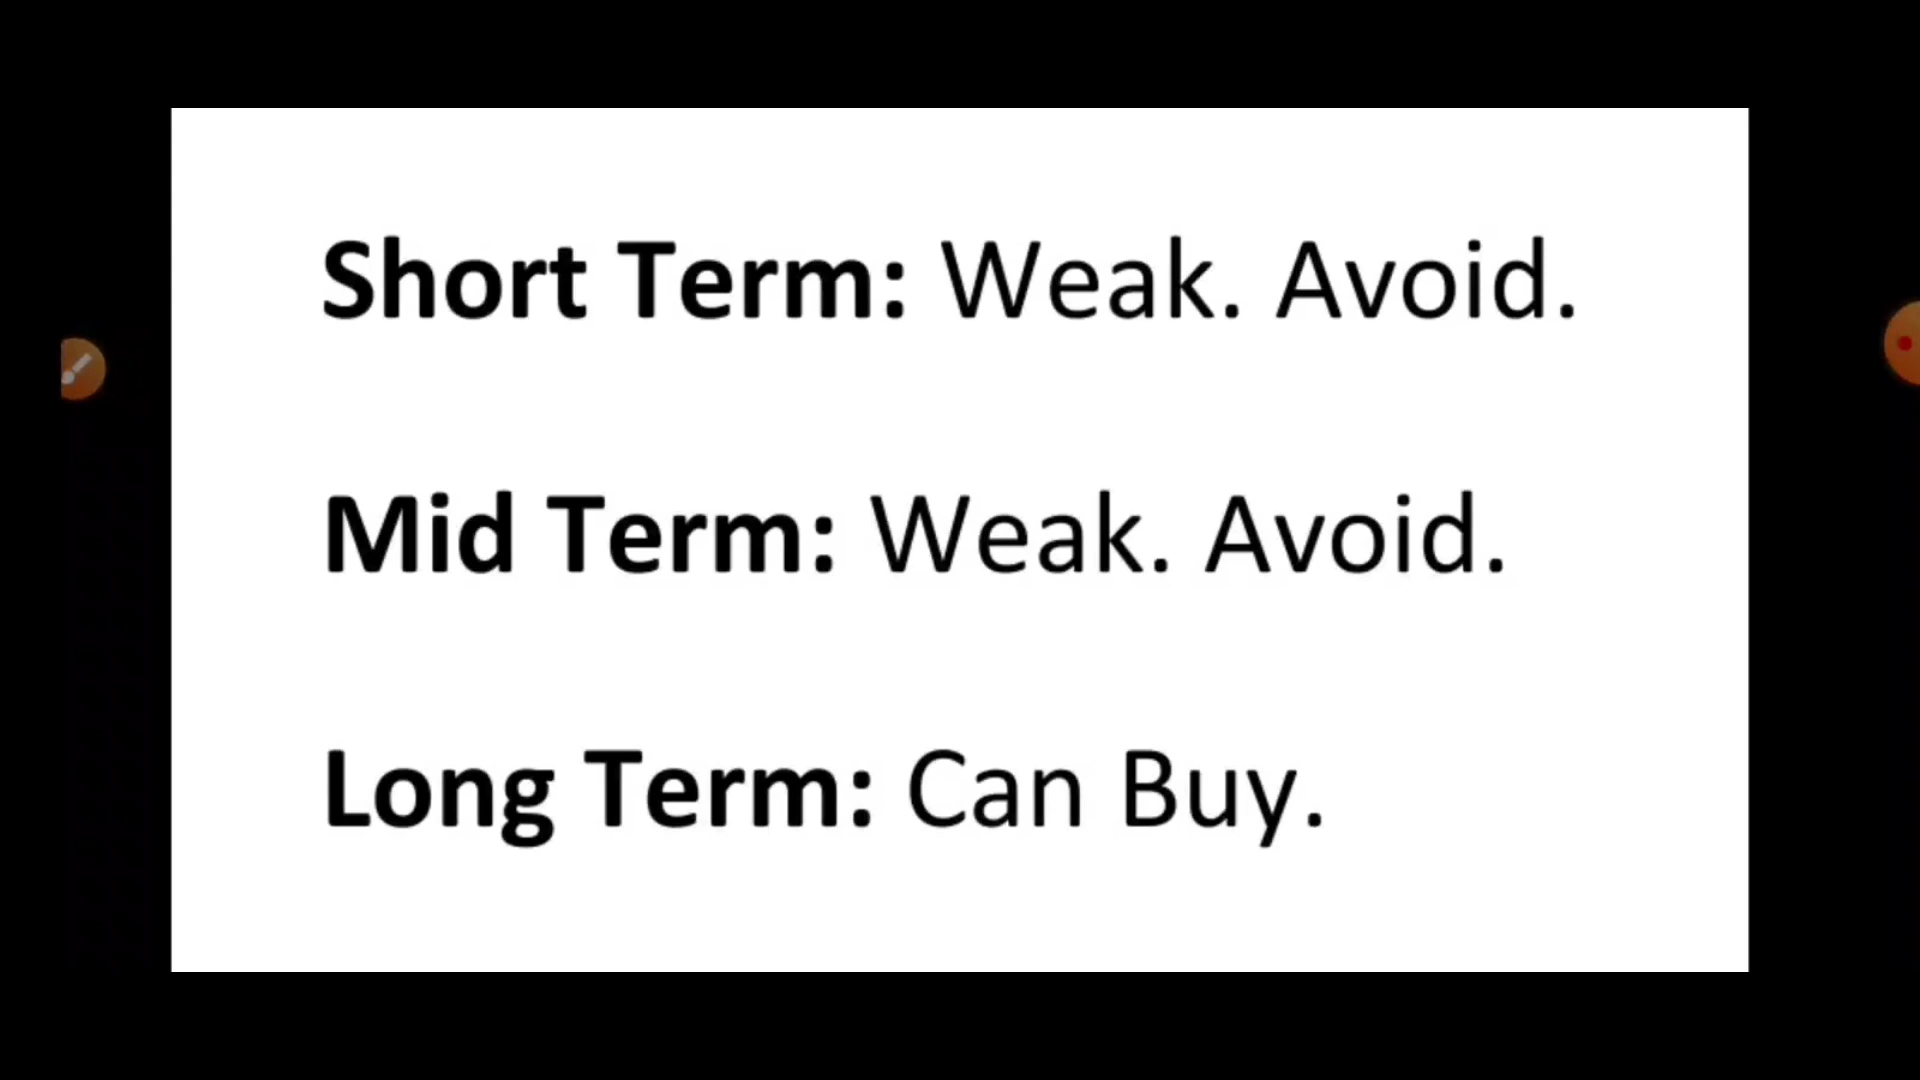 Short Term: Weak. Avoid.
Mid Term: Weak. Avoid.
Long Term: Can Buy.